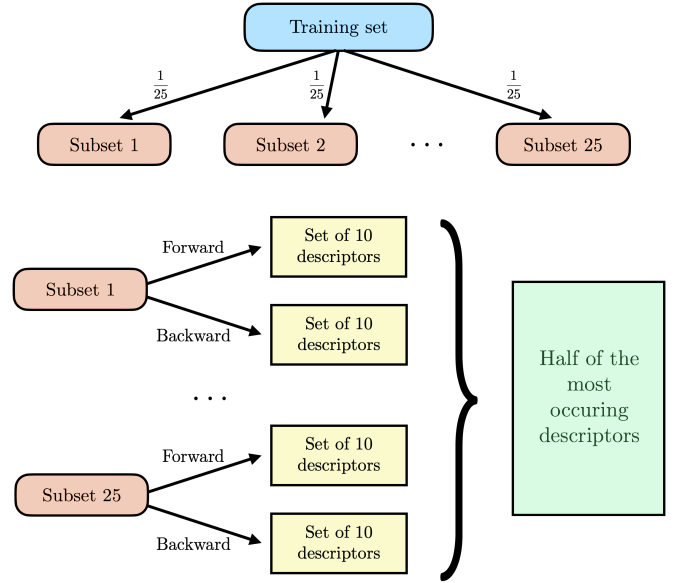 Training set
1/25 1/25 1/25
Subset 1 Subset 2 ... Subset 25
Forward
Set of 10
descriptors
Subset 1
Backward
Set of 10
descriptors
...
Forward
Set of 10
descriptors
Subset 25
Backward
Set of 10
descriptors
Half of the
most
occuring
descriptors